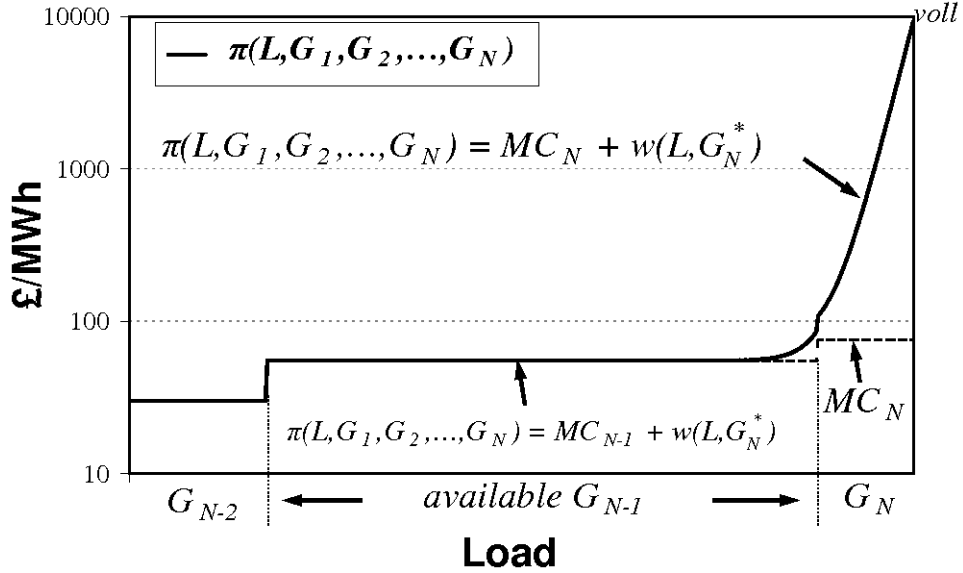 10000
voll
π(L,G1,G2,...,GN)
π(L,G1,G2,...,GN) = MCN + w(L,GN*)
1000
£/MWh
100
MCN
π(L,G1,G2,...,GN) = MCN-1 + w(L,GN*)
10
GN-2
available GN-1
GN
Load